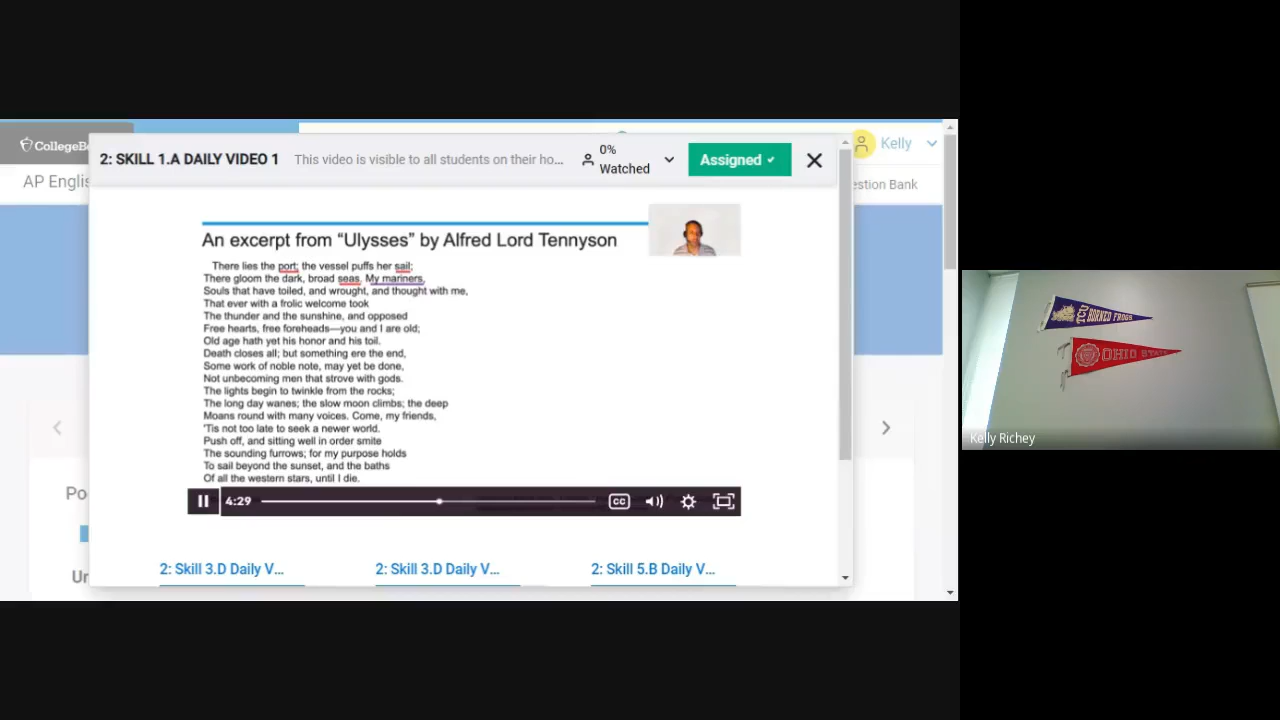 CollegeB
Kelly
AP Englis
estion Bank
2: SKILL 1.A DAILY VIDEO 1
This video is visible to all students on their ho...
0%
Watched
Assigned
An excerpt from “Ulysses” by Alfred Lord Tennyson
There lies the port; the vessel puffs her sail;
There gloom the dark, broad seas. My mariners,
Souls that have toiled, and wrought, and thought with me,
That ever with a frolic welcome took
The thunder and the sunshine, and opposed
Free hearts, free foreheads—you and I are old;
Old age hath yet his honor and his toil.
Death closes all; but something ere the end,
Some work of noble note, may yet be done,
Not unbecoming men that strove with gods.
The lights begin to twinkle from the rocks;
The long day wanes; the slow moon climbs; the deep
Moans round with many voices. Come, my friends,
'Tis not too late to seek a newer world.
Push off, and sitting well in order smite
The sounding furrows; for my purpose holds
To sail beyond the sunset, and the baths
Of all the western stars, until I die.
4:29
CC
Po
Ur
2: Skill 3.D Daily V...
2: Skill 3.D Daily V...
2: Skill 5.B Daily V...
TCU HORNED FROGS
OHIO STATE
Kelly Richey